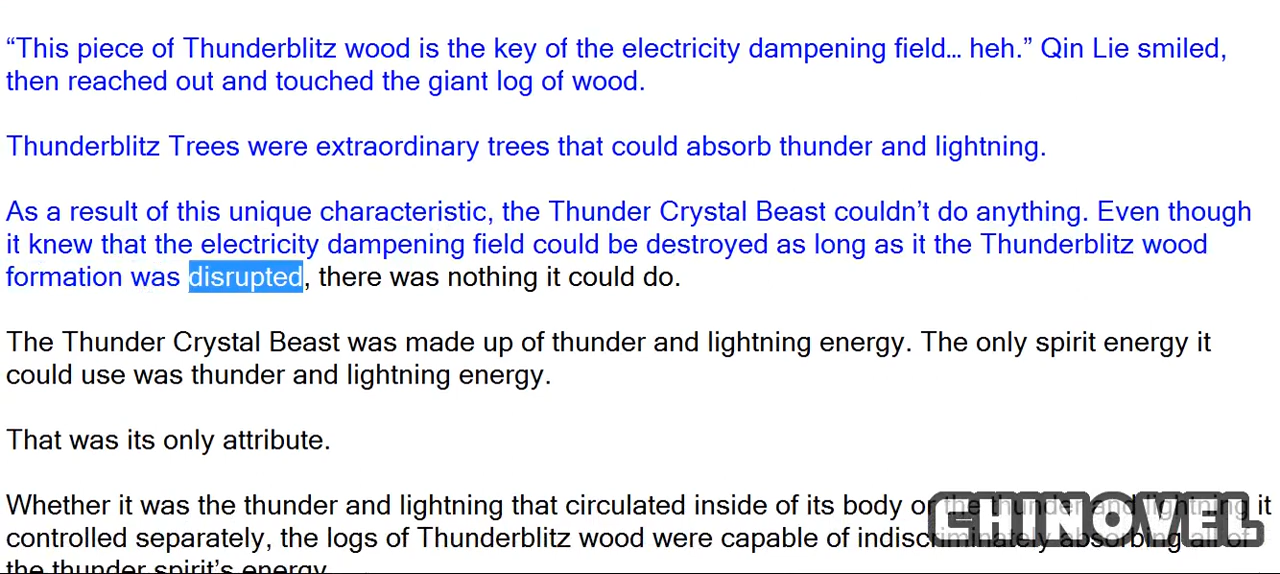 “This piece of Thunderblitz wood is the key of the electricity dampening field… heh.” Qin Lie smiled,
then reached out and touched the giant log of wood.
Thunderblitz Trees were extraordinary trees that could absorb thunder and lightning.
As a result of this unique characteristic, the Thunder Crystal Beast couldn’t do anything. Even though
it knew that the electricity dampening field could be destroyed as long as it the Thunderblitz wood
formation was disrupted, there was nothing it could do.
The Thunder Crystal Beast was made up of thunder and lightning energy. The only spirit energy it
could use was thunder and lightning energy.
That was its only attribute.
Whether it was the thunder and lightning that circulated inside of its body or the thunder and lightning it
controlled separately, the logs of Thunderblitz wood were capable of indiscriminately absorbing all of
the thunder spirit’s energy.
CHINOVEL